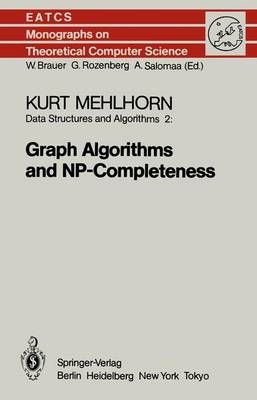 EATCS
Monographs on
Theoretical Computer Science
W. Brauer G. Rozenberg A. Salomaa (Ed.)
KURT MEHLHORN
Data Structures and Algorithms 2:
Graph Algorithms
and NP-Completeness
Springer-Verlag
Berlin Heidelberg New York Tokyo